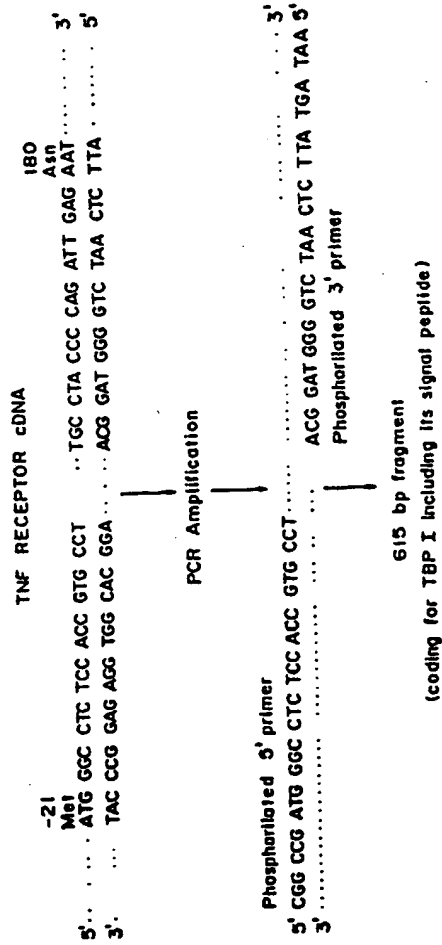 TNF RECEPTOR cDNA
-21
Met
180
Asn
5'.. ... ATG GGC CTC TCC ACC GTG CCT ..TGC CTA CCC CAG ATT GAG AAT..... ... 3'
3'. ... TAC CCG GAG AGG TGG CAC GGA... ...ACG GAT GGG GTC TAA CTC TTA ....... 5'
PCR Amplification
Phosphorilated 5' primer
5' CGG CCG ATG GGC CTC TCC ACC GTG CCT................ ... 3'
3'................. ..... .. ACG GAT GGG GTC TAA CTC TTA TGA TAA 5'
Phosphorilated 3' primer
615 bp fragment
(coding for TBP I including its signal peptide)